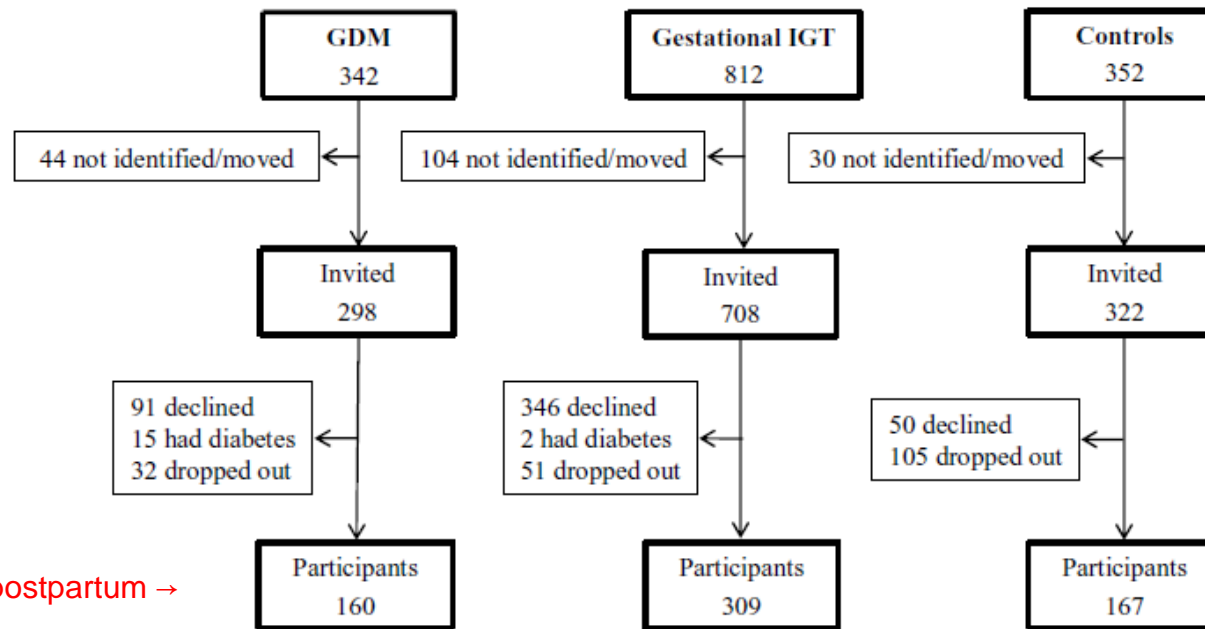 GDM
342
Gestational IGT
812
Controls
352
44 not identified/moved
104 not identified/moved
30 not identified/moved
Invited
298
Invited
708
Invited
322
91 declined
15 had diabetes
32 dropped out
346 declined
2 had diabetes
51 dropped out
50 declined
105 dropped out
postpartum →
Participants
160
Participants
309
Participants
167